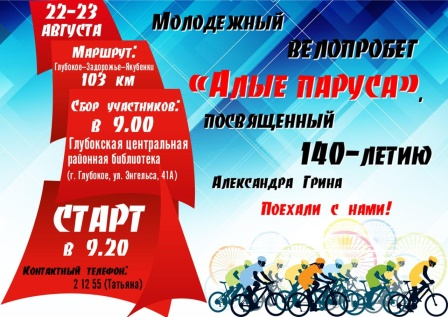 22-23
АВГУСТА
МАРШРУТ:
Глубокое-Задорожье-Якубенки
103 КМ
СБОР УЧАСТНИКОВ:
В 9.00
Глубокская центральная
районная библиотека
(г. Глубокое, ул. Энгельса, 41А)
СТАРТ
В 9.20
КОНТАКТНЫЙ ТЕЛЕФОН:
2 12 55 (Татьяна)
МОЛОДЕЖНЫЙ
ВЕЛОПРОБЕГ
«АЛЫЕ ПАРУСА»,
ПОСВЯЩЕННЫЙ
140-ЛЕТИЮ
АЛЕКСАНДРА ГРИНА
ПОЕХАЛИ С НАМИ!